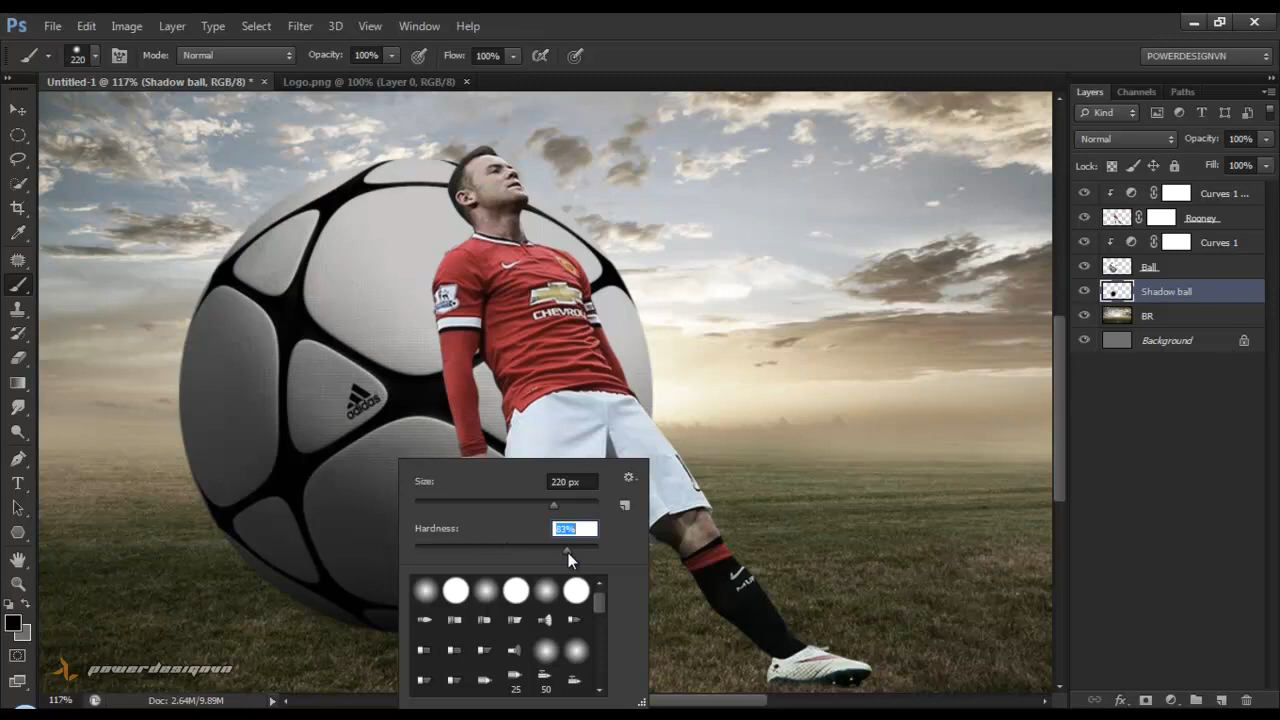 Ps File Edit Image Layer Type Select Filter 3D View Window Help
220 Mode: Normal Opacity: 100% Flow: 100% POWERDESIGNVN
Untitled-1 @ 117% (Shadow ball, RGB/8) * × Logo.png @ 100% (Layer 0, RGB/8) ×
Layers Channels Paths
Kind
Normal Opacity: 100%
Lock: Fill: 100%
Curves 1 ...
Rooney
Curves 1
Ball
Shadow ball
BR
Background
CHEVROLET
adidas
Size: 220 px
Hardness: 83%
25 50
powerdesignvn
117% Doc: 2.64M/9.89M